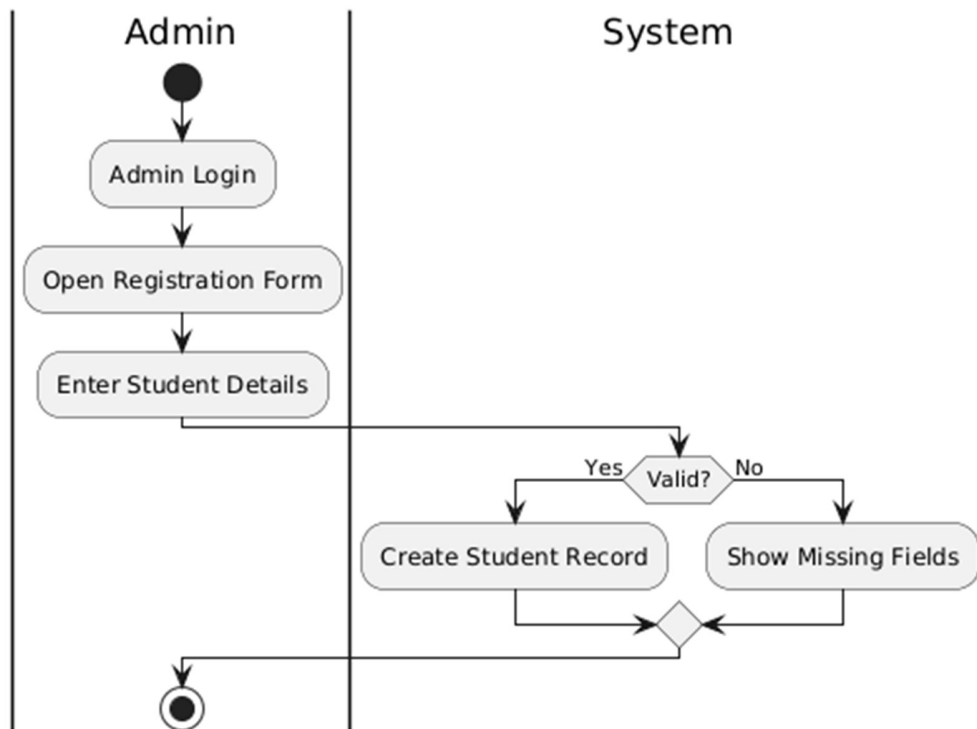 Admin
System
Admin Login
Open Registration Form
Enter Student Details
Yes
Valid?
No
Create Student Record
Show Missing Fields